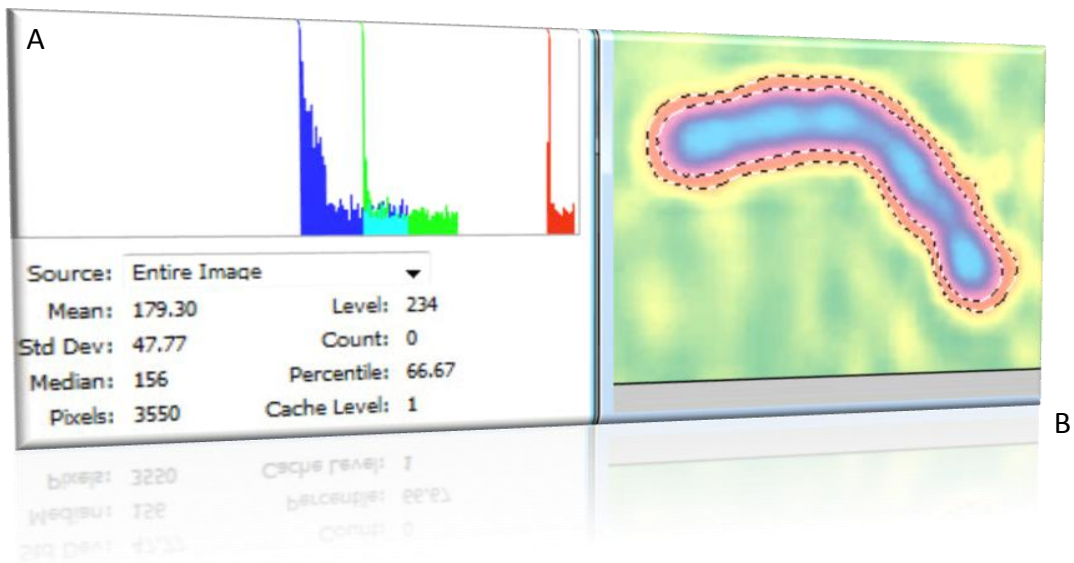 A
Source: Entire Image
Mean: 179.30 Level: 234
Std Dev: 47.77 Count: 0
Median: 156 Percentile: 66.67
Pixels: 3550 Cache Level: 1
B